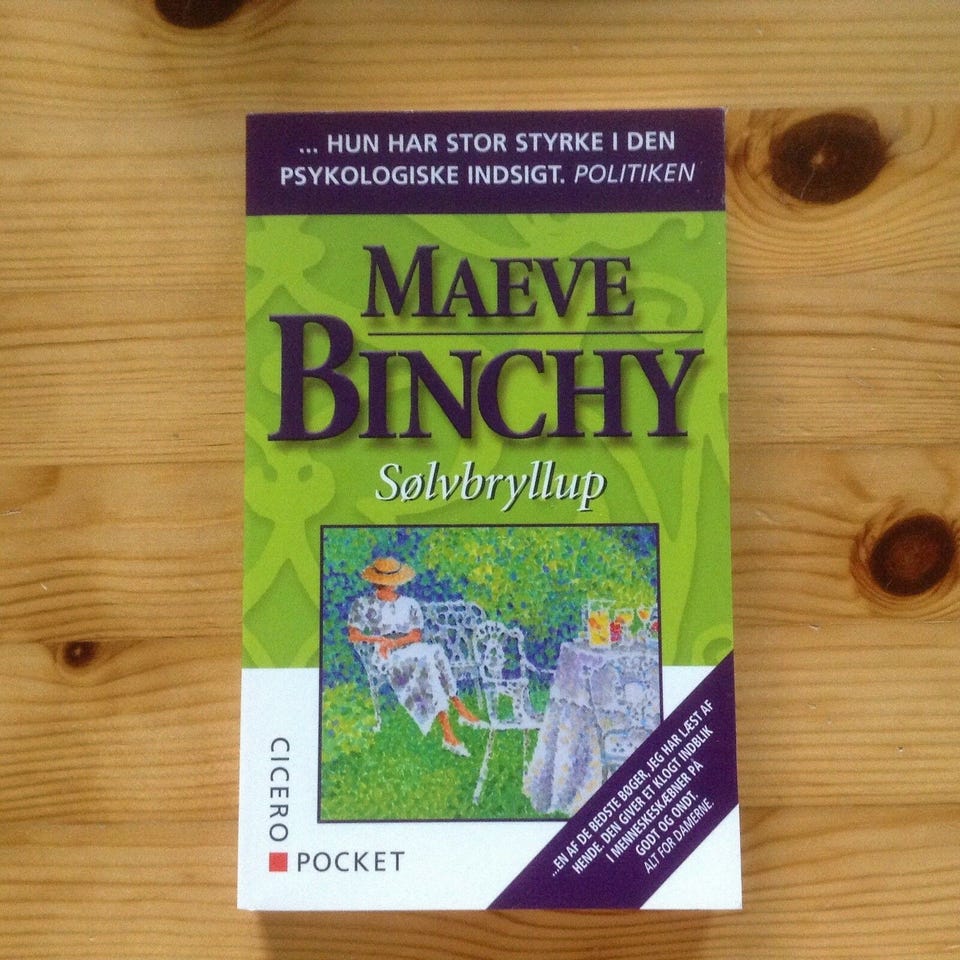 ... HUN HAR STOR STYRKE I DEN
PSYKOLOGISKE INDSIGT. POLITIKEN
MAEVE
BINCHY
Sølvbryllup
...EN AF DE BEDSTE BØGER, JEG HAR LÆST AF
HENDE. DEN GIVER ET KLOGT INDBLIK
I MENNESKESKÆBNER PÅ
GODT OG ONDT.
ALT FOR DAMERNE.
CICERO
POCKET